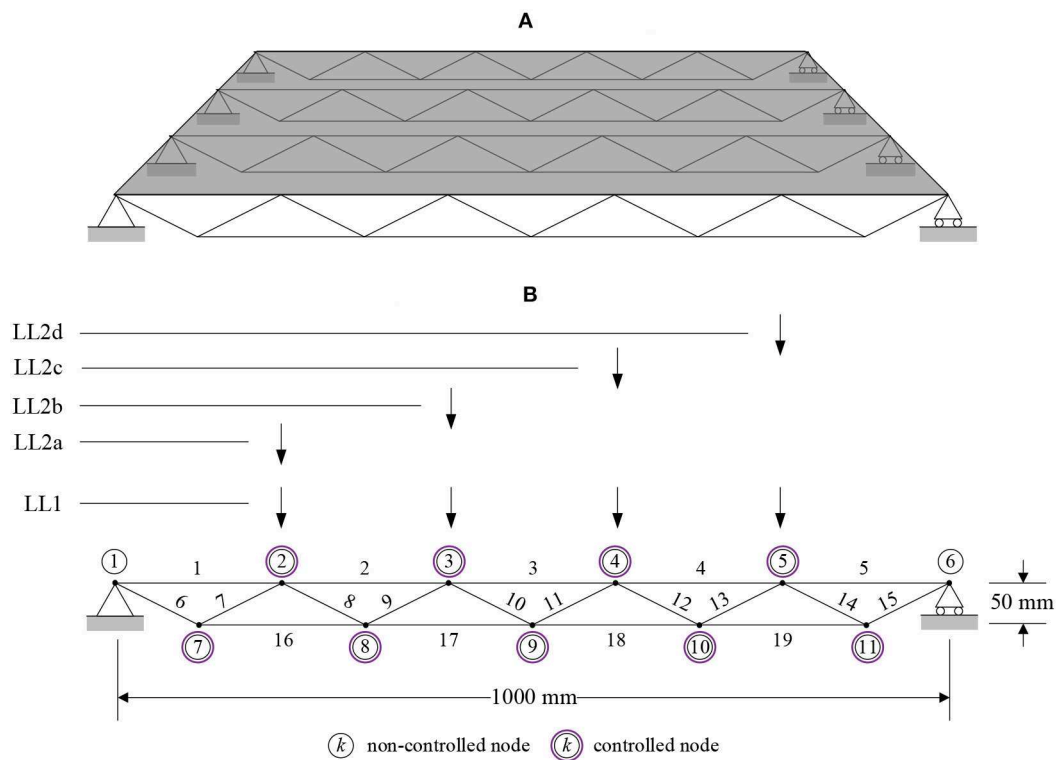 A
B
LL2d
LL2c
LL2b
LL2a
LL1
1 2 3 4 5 6
1 2 3 4 5
6 7 8 9 10 11 12 13 14 15
50 mm
16 17 18 19
7 8 9 10 11
1000 mm
k non-controlled node k controlled node